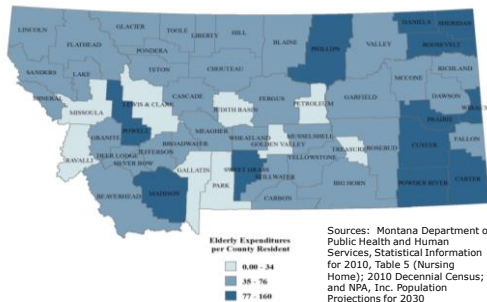 LINCOLN
GLACIER
TOOLE
LIBERTY
HILL
BLAINE
PHILLIPS
VALLEY
DANIELS
SHERIDAN
ROOSEVELT
FLATHEAD
PONDERA
SANDERS
LAKE
TETON
CHOUTEAU
RICHLAND
MCCONE
MINERAL
MISSOULA
LEWIS & CLARK
CASCADE
JUDITH BASIN
FERGUS
PETROLEUM
GARFIELD
DAWSON
PRAIRIE
POWELL
GRANITE
MEAGHER
WHEATLAND
MUSSELSHELL
GOLDEN VALLEY
TREASURE
ROSEBUD
CUSTER
FALLON
RAVALLI
DEER LODGE
JEFFERSON
BROADWATER
SILVER BOW
GALLATIN
PARK
SWEET GRASS
STILLWATER
YELLOWSTONE
BIG HORN
POWDER RIVER
CARTER
BEAVERHEAD
MADISON
CARBON
Elderly Expenditures
per County Resident
0.00 - 34
35 - 76
77 - 160
Sources: Montana Department o
Public Health and Human
Services, Statistical Information
for 2010, Table 5 (Nursing
Home); 2010 Decennial Census;
and NPA, Inc. Population
Projections for 2030